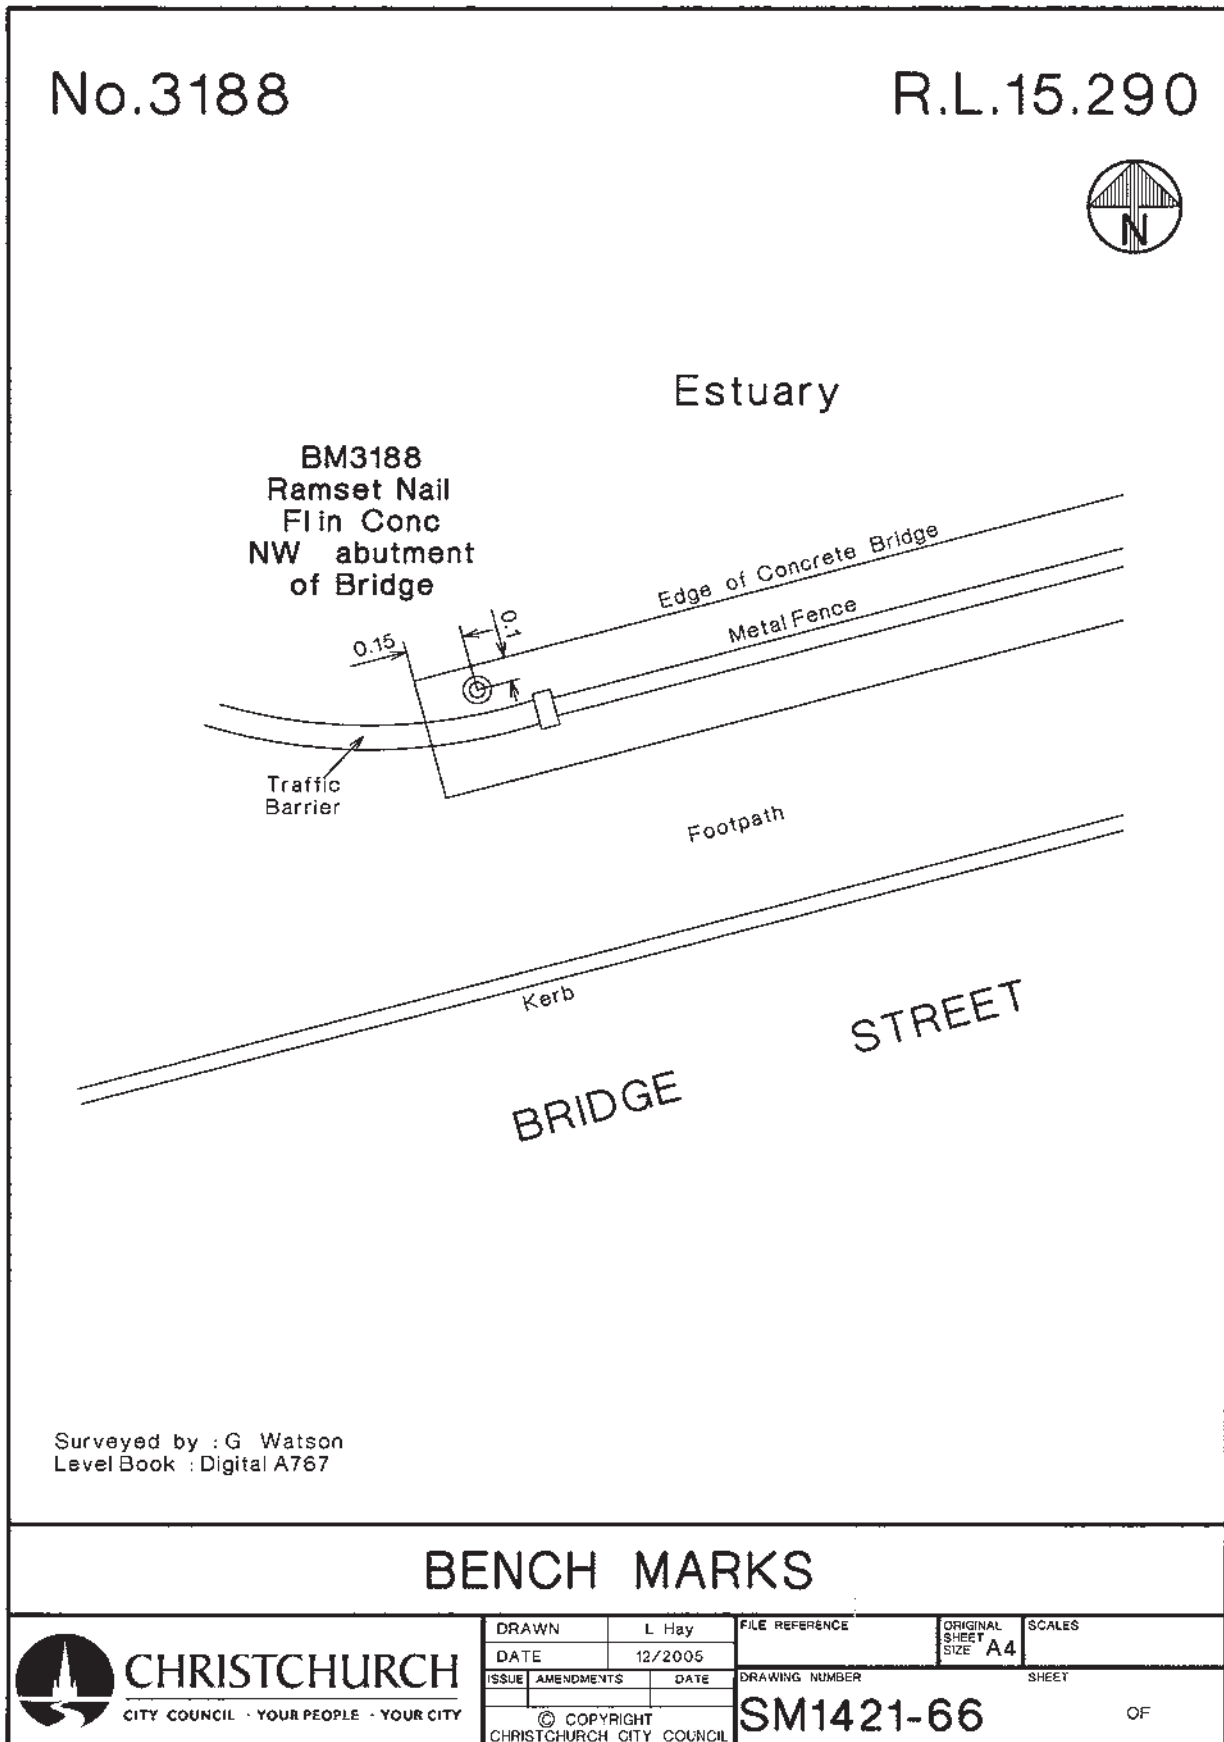 No.3188
R.L.15.290
N
Estuary
BM3188
Ramset Nail
Fl in Conc
NW abutment
of Bridge
Edge of Concrete Bridge
Metal Fence
0.1
0.15
Traffic
Barrier
Footpath
Kerb
BRIDGE STREET
Surveyed by : G Watson
Level Book : Digital A767
BENCH MARKS
CHRISTCHURCH
CITY COUNCIL · YOUR PEOPLE · YOUR CITY
DRAWN L Hay
DATE 12/2005
ISSUE AMENDMENTS DATE
© COPYRIGHT
CHRISTCHURCH CITY COUNCIL
FILE REFERENCE
ORIGINAL
SHEET
SIZE A4
SCALES
DRAWING NUMBER
SM1421-66
SHEET
OF